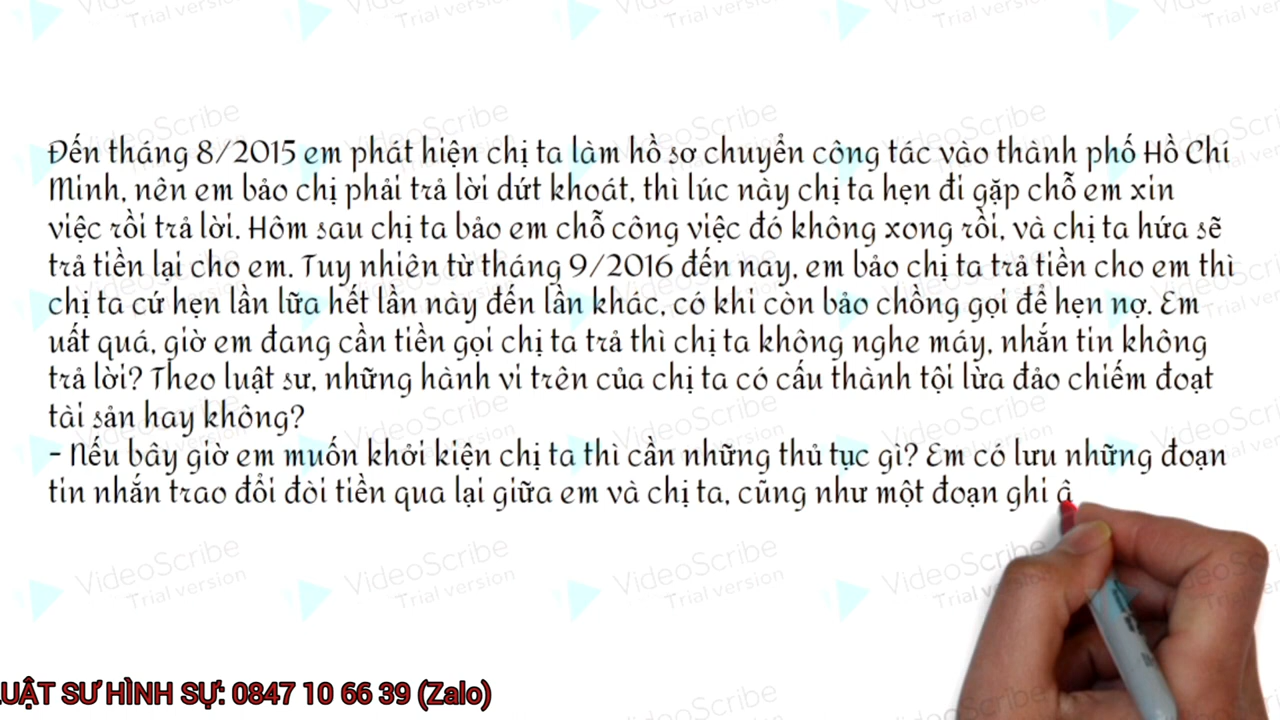 Đến tháng 8/2015 em phát hiện chị ta làm hồ sơ chuyển công tác vào thành phố Hồ Chí
Minh, nên em bảo chị phải trả lời dứt khoát, thì lúc này chị ta hẹn đi gặp chỗ em xin
việc rồi trả lời. Hôm sau chị ta bảo em chỗ công việc đó không xong rồi, và chị ta hứa sẽ
trả tiền lại cho em. Tuy nhiên từ tháng 9/2016 đến nay, em bảo chị ta trả tiền cho em thì
chị ta cứ hẹn lần lữa hết lần này đến lần khác, có khi còn bảo chồng gọi để hẹn nợ. Em
uất quá, giờ em đang cần tiền gọi chị ta trả thì chị ta không nghe máy, nhắn tin không
trả lời? Theo luật sư, những hành vi trên của chị ta có cấu thành tội lừa đảo chiếm đoạt
tài sản hay không?
- Nếu bây giờ em muốn khởi kiện chị ta thì cần những thủ tục gì? Em có lưu những đoạn
tin nhắn trao đổi đòi tiền qua lại giữa em và chị ta, cũng như một đoạn ghi â
LUẬT SƯ HÌNH SỰ: 0847 10 66 39 (Zalo)
VideoScribe
Trial version